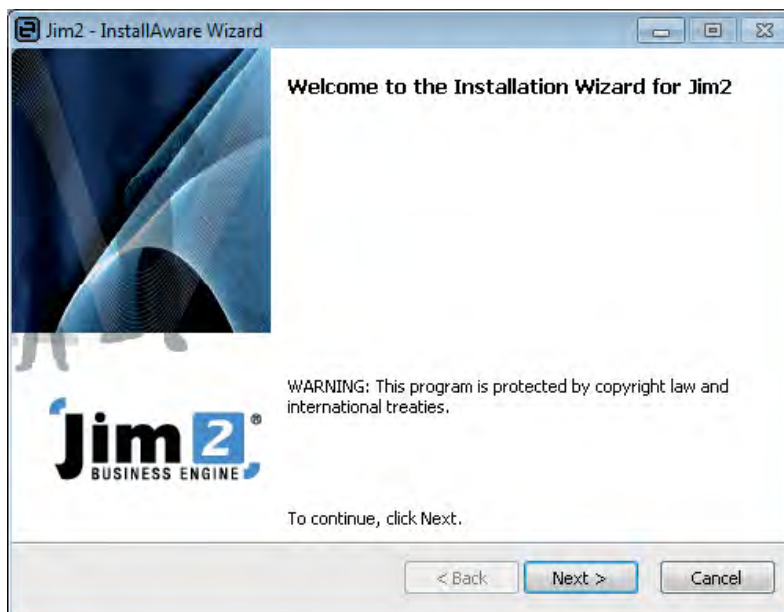 Jim2 - InstallAware Wizard
Welcome to the Installation Wizard for Jim2
WARNING: This program is protected by copyright law and
international treaties.
Jim 2®
BUSINESS ENGINE
To continue, click Next.
< Back
Next >
Cancel